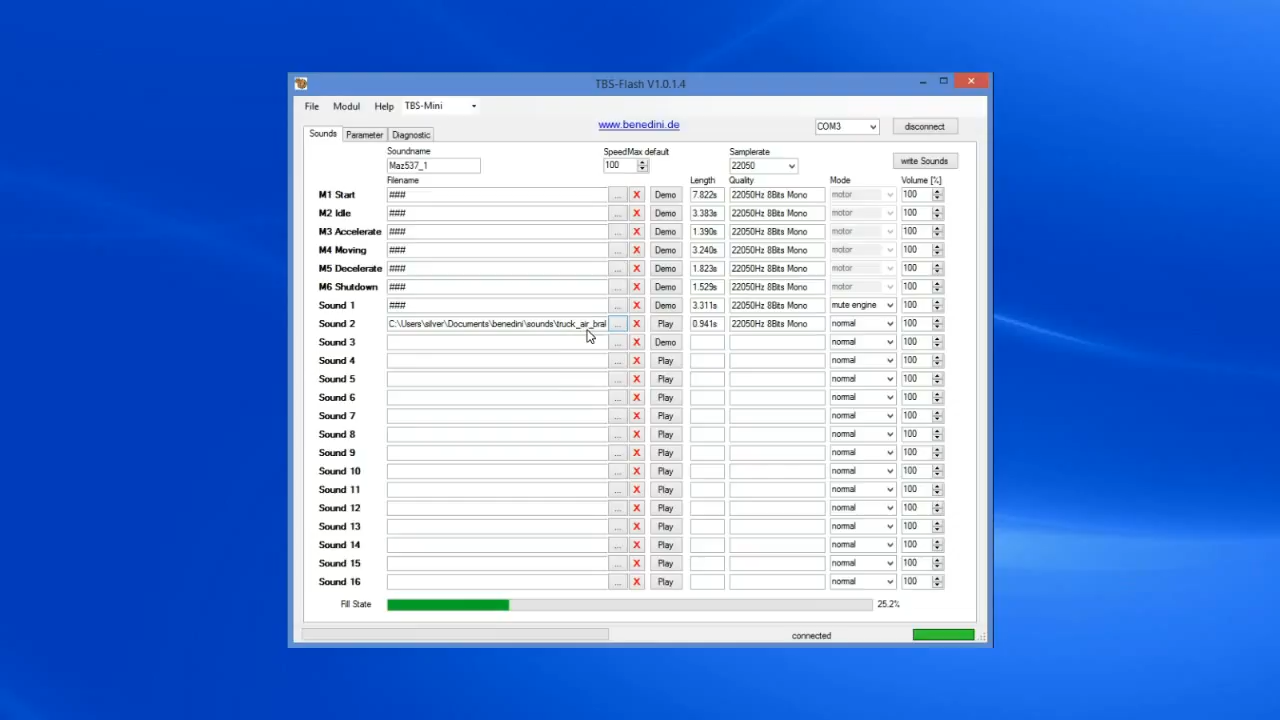 TBS-Flash V1.0.1.4
File Modul Help TBS-Mini
www.benedini.de COM3 disconnect
Sounds Parameter Diagnostic
Soundname SpeedMax default Samplerate
Maz537_1 100 22050 write Sounds
Filename Length Quality Mode Volume [%]
M1 Start ### ... X Demo 7.822s 22050Hz 8Bits Mono motor 100
M2 Idle ### ... X Demo 3.383s 22050Hz 8Bits Mono motor 100
M3 Accelerate ### ... X Demo 1.390s 22050Hz 8Bits Mono motor 100
M4 Moving ### ... X Demo 3.240s 22050Hz 8Bits Mono motor 100
M5 Decelerate ### ... X Demo 1.823s 22050Hz 8Bits Mono motor 100
M6 Shutdown ### ... X Demo 1.529s 22050Hz 8Bits Mono motor 100
Sound 1 ### ... X Demo 3.311s 22050Hz 8Bits Mono mute engine 100
Sound 2 C:\Users\silver\Documents\benedini\sounds\truck_air_bral ... X Play 0.941s 22050Hz 8Bits Mono normal 100
Sound 3 ... X Demo normal 100
Sound 4 ... X Play normal 100
Sound 5 ... X Play normal 100
Sound 6 ... X Play normal 100
Sound 7 ... X Play normal 100
Sound 8 ... X Play normal 100
Sound 9 ... X Play normal 100
Sound 10 ... X Play normal 100
Sound 11 ... X Play normal 100
Sound 12 ... X Play normal 100
Sound 13 ... X Play normal 100
Sound 14 ... X Play normal 100
Sound 15 ... X Play normal 100
Sound 16 ... X Play normal 100
Fill State 25.2%
connected